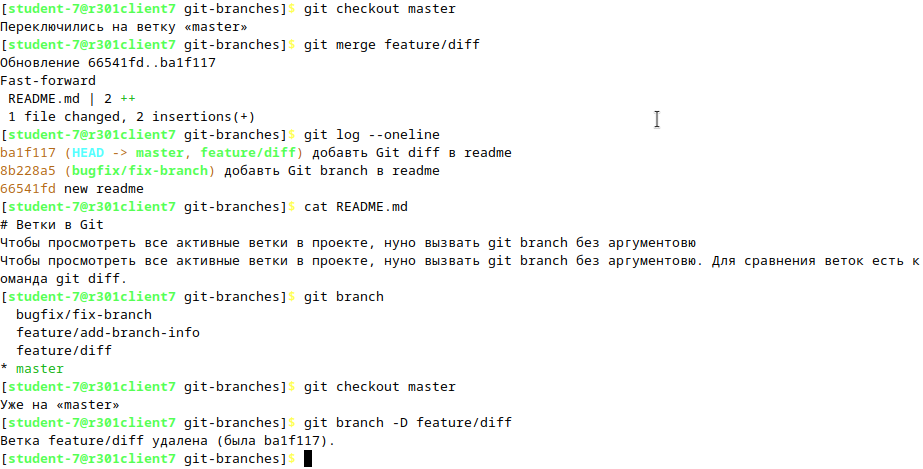 [student-7@r301client7 git-branches]$ git checkout master
Переключились на ветку «master»
[student-7@r301client7 git-branches]$ git merge feature/diff
Обновление 66541fd..ba1f117
Fast-forward
 README.md | 2 ++
 1 file changed, 2 insertions(+)
[student-7@r301client7 git-branches]$ git log --oneline
ba1f117 (HEAD -> master, feature/diff) добавть Git diff в readme
8b228a5 (bugfix/fix-branch) добавть Git branch в readme
66541fd new readme
[student-7@r301client7 git-branches]$ cat README.md
# Ветки в Git
Чтобы просмотреть все активные ветки в проекте, нуно вызвать git branch без аргументовю
Чтобы просмотреть все активные ветки в проекте, нуно вызвать git branch без аргументовю. Для сравнения веток есть к
оманда git diff.
[student-7@r301client7 git-branches]$ git branch
  bugfix/fix-branch
  feature/add-branch-info
  feature/diff
* master
[student-7@r301client7 git-branches]$ git checkout master
Уже на «master»
[student-7@r301client7 git-branches]$ git branch -D feature/diff
Ветка feature/diff удалена (была ba1f117).
[student-7@r301client7 git-branches]$